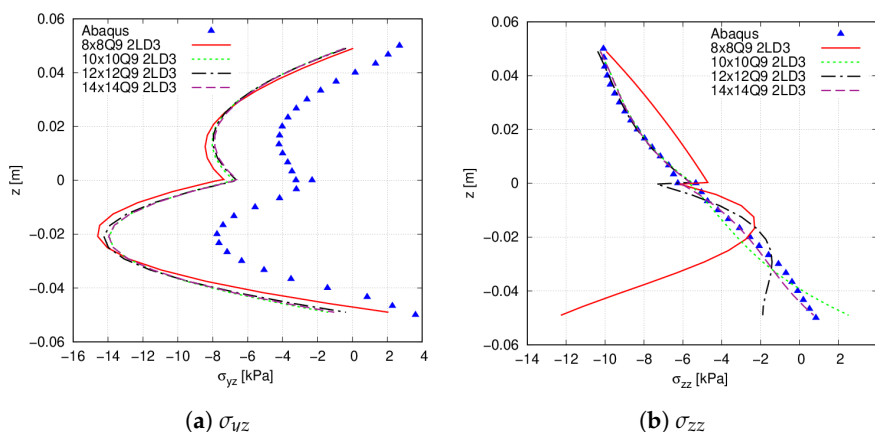 Abaqus
8x8Q9 2LD3
10x10Q9 2LD3
12x12Q9 2LD3
14x14Q9 2LD3
0.06
0.04
0.02
0
−0.02
−0.04
−0.06
z [m]
−16 −14 −12 −10 −8 −6 −4 −2 0 2 4
σyz [kPa]
(a) σyz
Abaqus
8x8Q9 2LD3
10x10Q9 2LD3
12x12Q9 2LD3
14x14Q9 2LD3
0.06
0.04
0.02
0
−0.02
−0.04
−0.06
z [m]
−14 −12 −10 −8 −6 −4 −2 0 2
σzz [kPa]
(b) σzz